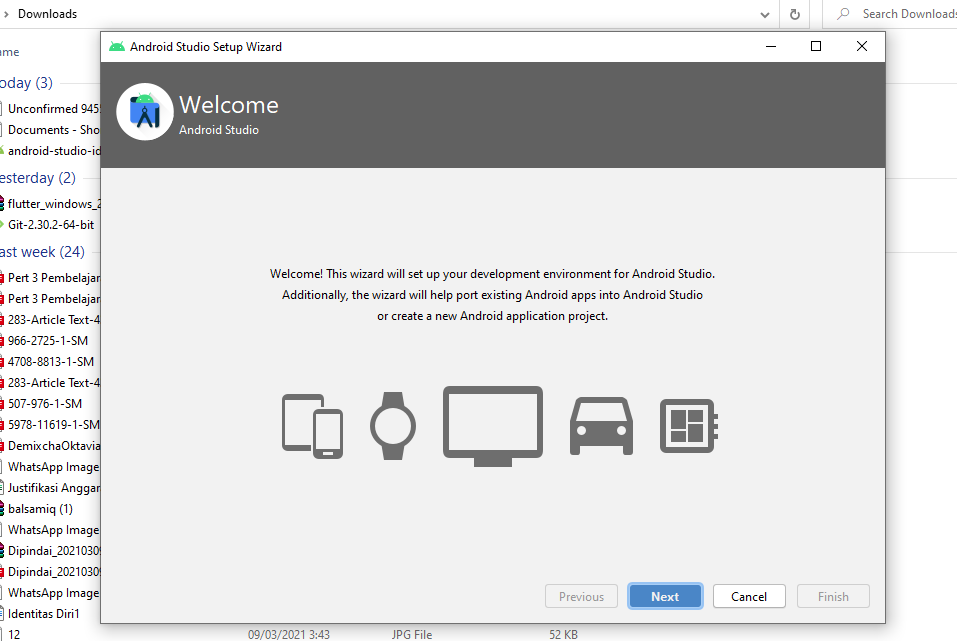 Downloads
Search Downloads
Android Studio Setup Wizard
Welcome
Android Studio
Welcome! This wizard will set up your development environment for Android Studio.
Additionally, the wizard will help port existing Android apps into Android Studio
or create a new Android application project.
Previous
Next
Cancel
Finish
ame
oday (3)
Unconfirmed 945
Documents - Sho
android-studio-id
esterday (2)
flutter_windows_2
Git-2.30.2-64-bit
ast week (24)
Pert 3 Pembelajar
Pert 3 Pembelajar
283-Article Text-4
966-2725-1-SM
4708-8813-1-SM
283-Article Text-4
507-976-1-SM
5978-11619-1-SM
DemixchaOktavia
WhatsApp Image
Justifikasi Anggar
balsamiq (1)
WhatsApp Image
Dipindai_20210309
Dipindai_20210309
WhatsApp Image
Identitas Diri1
12
09/03/2021 3:43
JPG File
52 KB